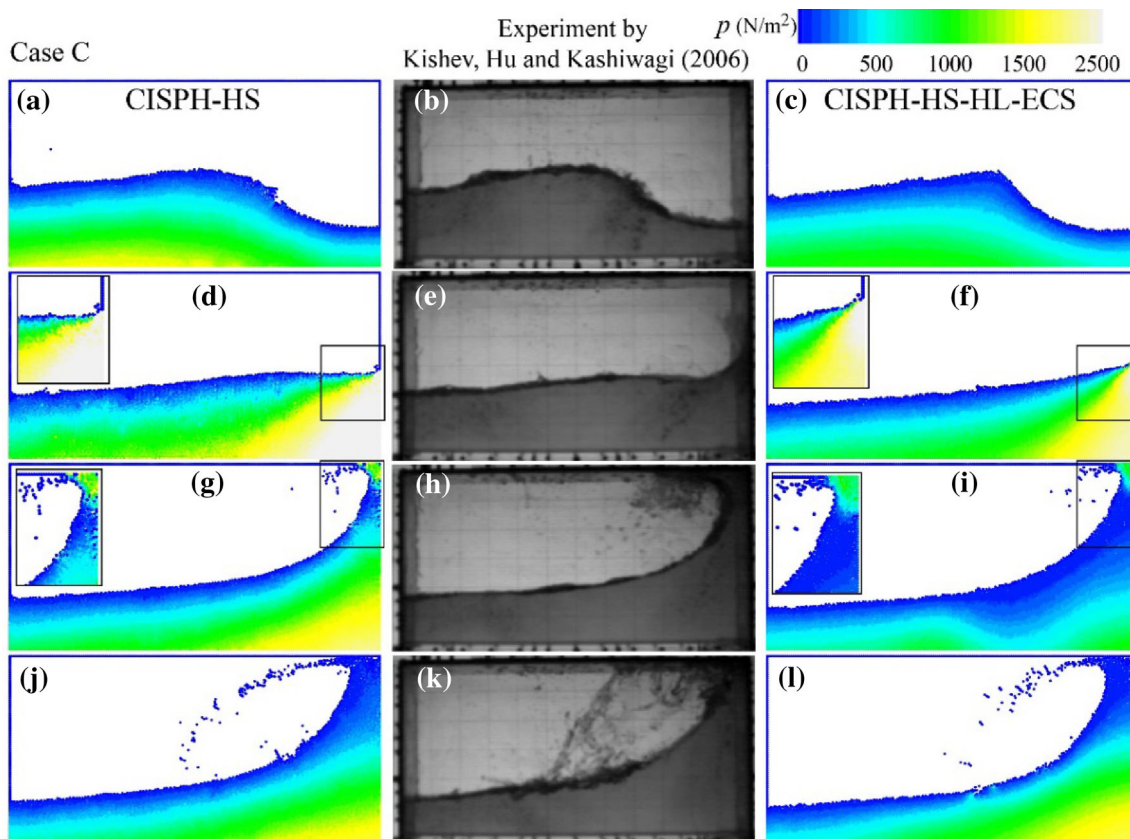 Case C
Experiment by
Kishev, Hu and Kashiwagi (2006)
p (N/m²)
0 500 1000 1500 2500
(a) CISPH-HS
(b)
(c) CISPH-HS-HL-ECS
(d)
(e)
(f)
(g)
(h)
(i)
(j)
(k)
(l)